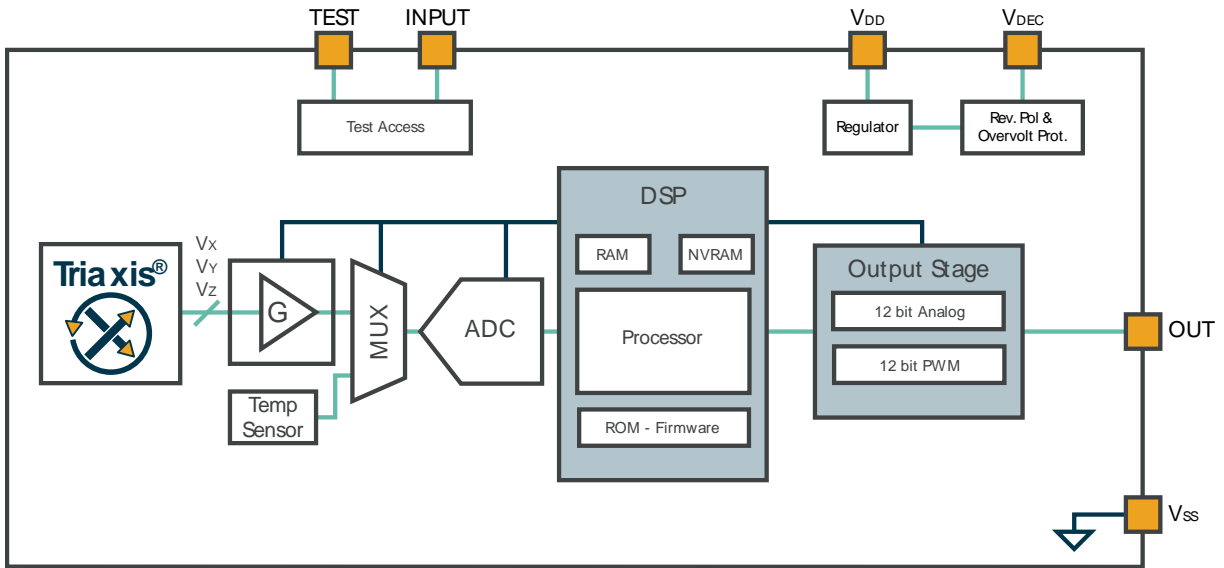 TEST
INPUT
VDD
VDEC
Test Access
Regulator
Rev. Pol &
Overvolt Prot.
DSP
RAM
NVRAM
Processor
ROM - Firmware
Triaxis®
VX
VY
VZ
G
MUX
ADC
Temp
Sensor
Output Stage
12 bit Analog
12 bit PWM
OUT
VSS